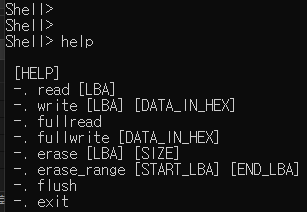 Shell>
Shell>
Shell> help
[HELP]
-. read [LBA]
-. write [LBA] [DATA_IN_HEX]
-. fullread
-. fullwrite [DATA_IN_HEX]
-. erase [LBA] [SIZE]
-. erase_range [START_LBA] [END_LBA]
-. flush
-. exit